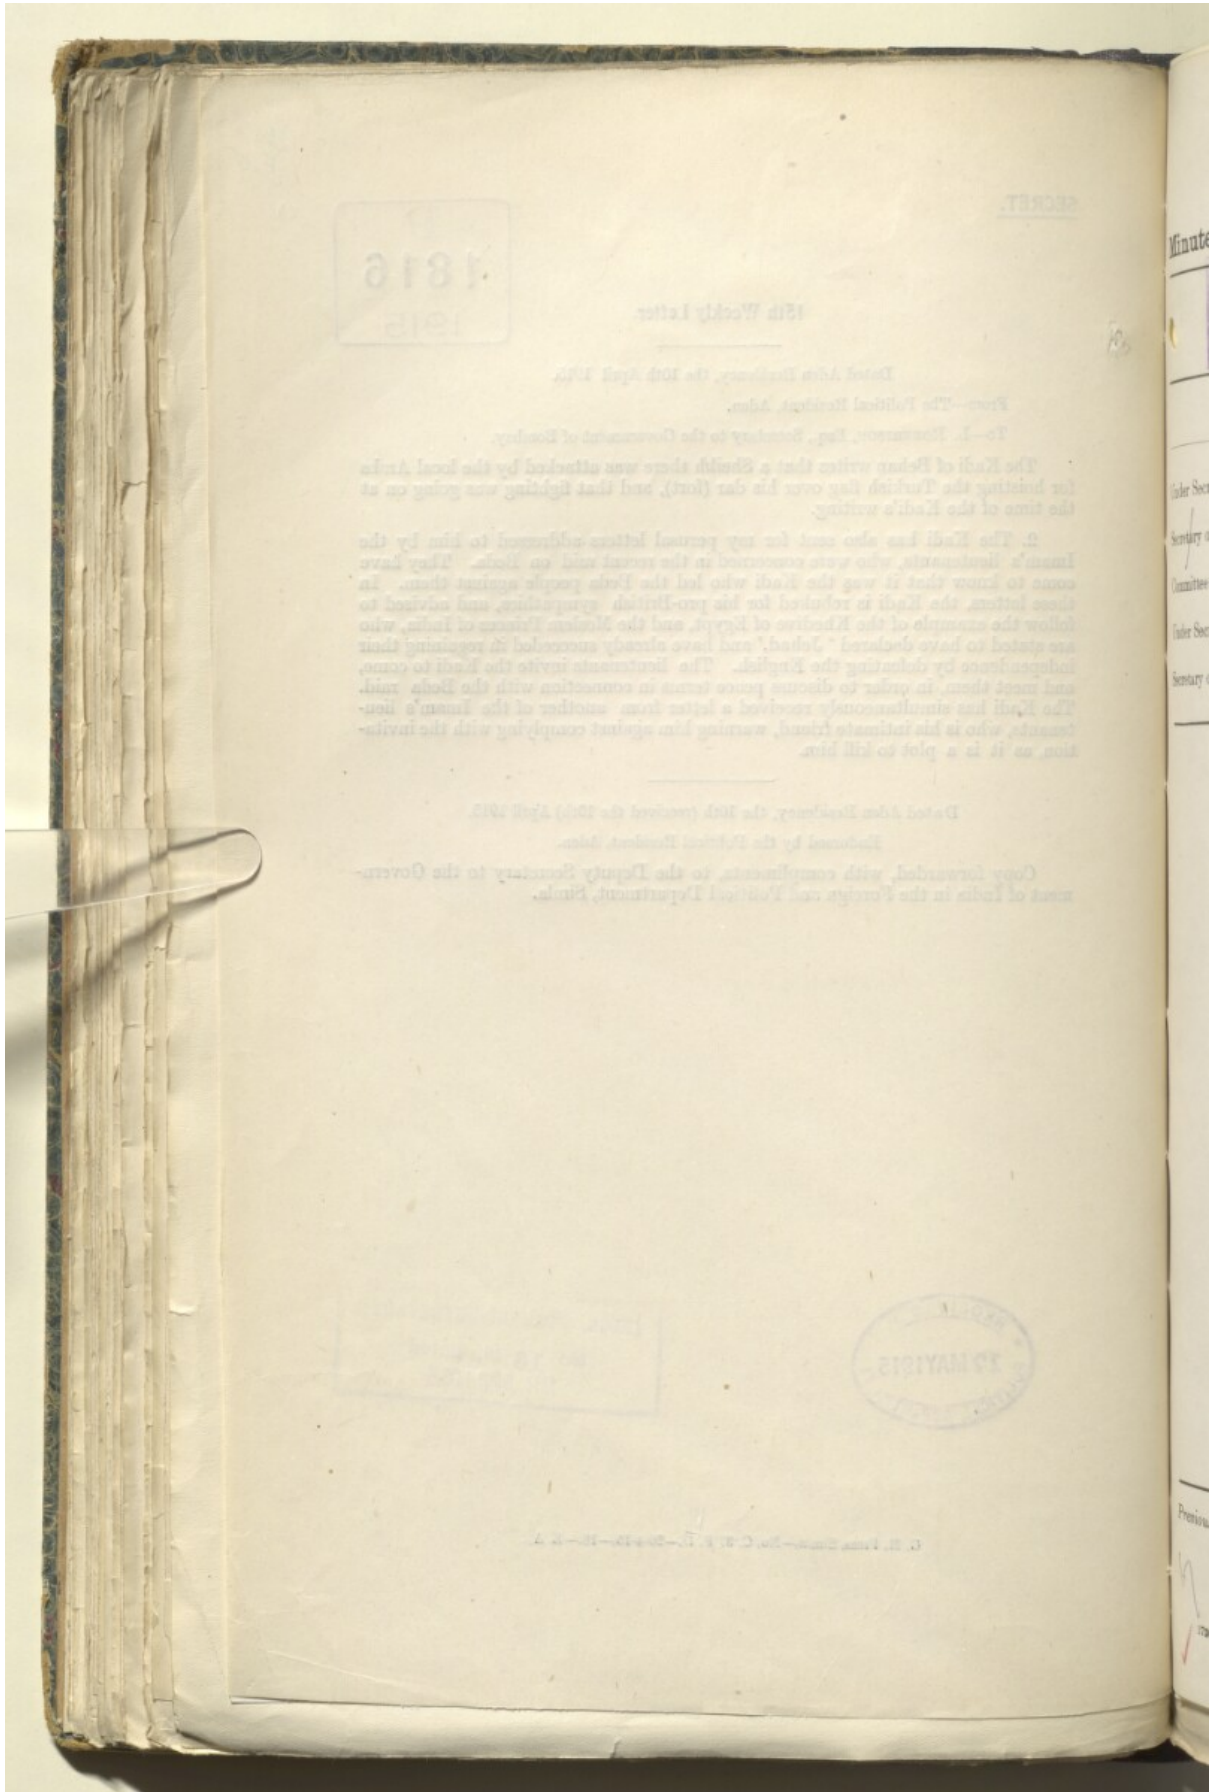 SECRET.
1816
1915
15th Weekly Letter.
Dated Aden Residency, the 10th April 1915.
From—The Political Resident, Aden.
To—L. ROBERTSON, Esq., Secretary to the Government of Bombay.
The Kadi of Behan writes that a Sheikh there was attacked by the local Arabs
for hoisting the Turkish flag over his dar (fort), and that fighting was going on at
the time of the Kadi's writing.
2. The Kadi has also sent for my perusal letters addressed to him by the
Imam's lieutenants, who were concerned in the recent raid on Beda. They have
come to know that it was the Kadi who led the Beda people against them. In
these letters, the Kadi is rebuked for his pro-British sympathies, and advised to
follow the example of the Khedive of Egypt, and the Moslem Princes of India, who
are stated to have declared "Jehad," and have already succeeded in regaining their
independence by defeating the English. The lieutenants invite the Kadi to come,
and meet them, in order to discuss peace terms in connection with the Beda raid.
The Kadi has simultaneously received a letter from another of the Imam's lieu-
tenants, who is his intimate friend, warning him against complying with the invita-
tion, as it is a plot to kill him.
Dated Aden Residency, the 10th (received the 19th) April 1915.
Endorsed by the Political Resident, Aden.
Copy forwarded, with compliments, to the Deputy Secretary to the Govern-
ment of India in the Foreign and Political Department, Simla.
MAY 1915
Minute
Under Secr
Secretary o
Committee
Under Secr
Secretary o
Previous